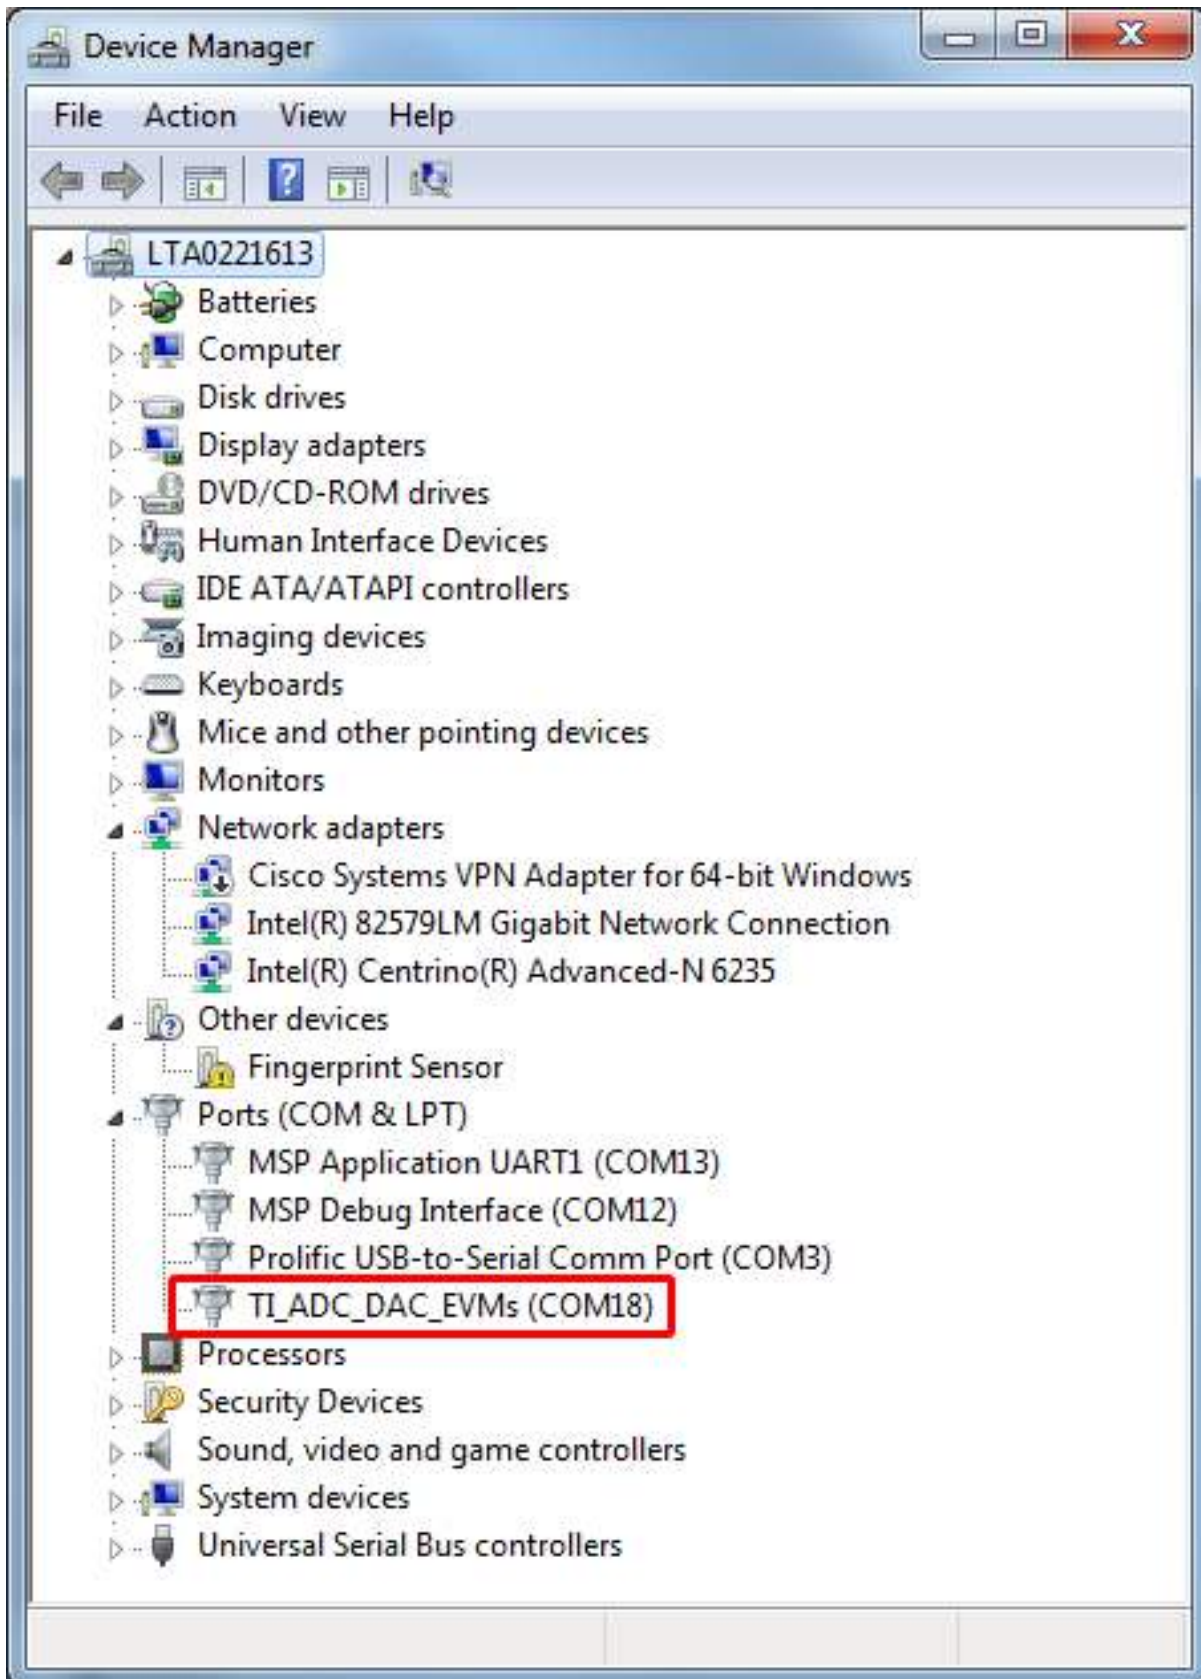 Device Manager
File Action View Help
LTA0221613
Batteries
Computer
Disk drives
Display adapters
DVD/CD-ROM drives
Human Interface Devices
IDE ATA/ATAPI controllers
Imaging devices
Keyboards
Mice and other pointing devices
Monitors
Network adapters
Cisco Systems VPN Adapter for 64-bit Windows
Intel(R) 82579LM Gigabit Network Connection
Intel(R) Centrino(R) Advanced-N 6235
Other devices
Fingerprint Sensor
Ports (COM & LPT)
MSP Application UART1 (COM13)
MSP Debug Interface (COM12)
Prolific USB-to-Serial Comm Port (COM3)
TI_ADC_DAC_EVMs (COM18)
Processors
Security Devices
Sound, video and game controllers
System devices
Universal Serial Bus controllers